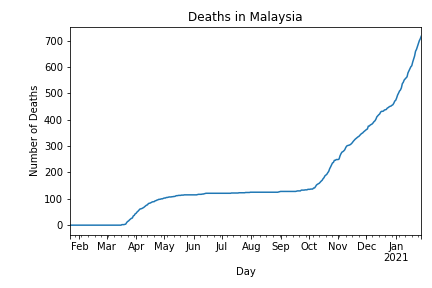 Deaths in Malaysia
700
600
500
400
300
200
100
0
Number of Deaths
Feb Mar Apr May Jun Jul Aug Sep Oct Nov Dec Jan
2021
Day